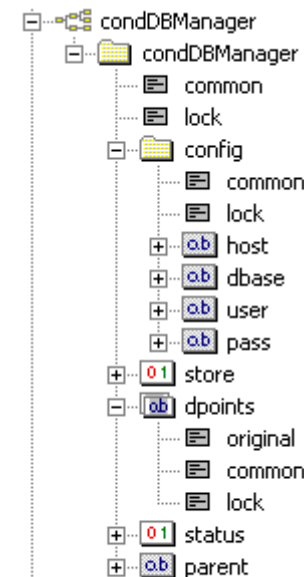 condDBManager
condDBManager
common
lock
config
common
lock
host
dbase
user
pass
store
dpoints
original
common
lock
status
parent